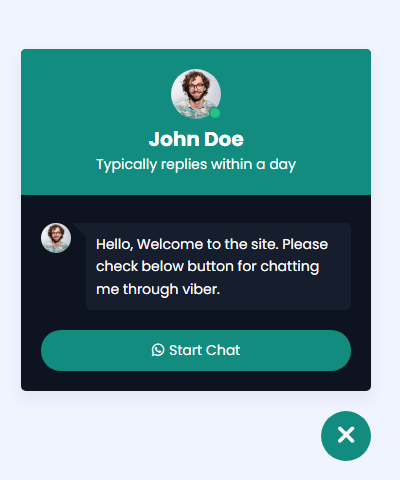 John Doe
Typically replies within a day
Hello, Welcome to the site. Please
check below button for chatting
me through viber.
Start Chat